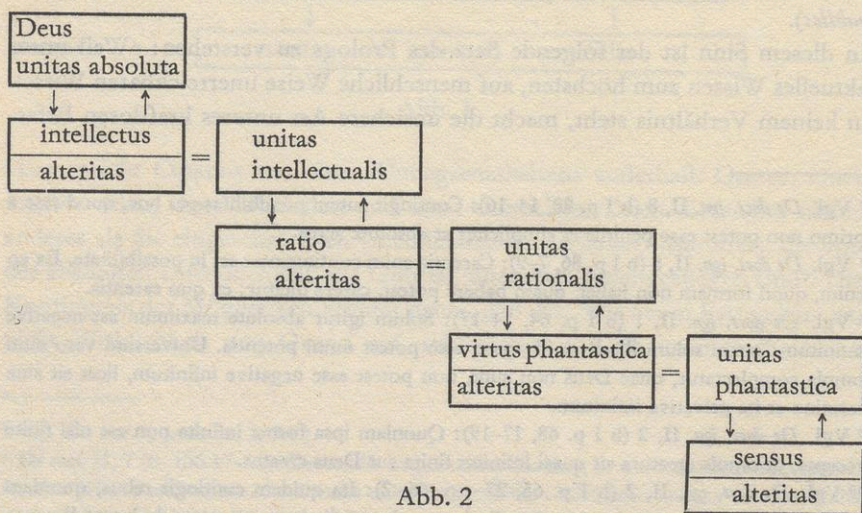 Deus
unitas absoluta
intellectus
alteritas
=
unitas
intellectualis
ratio
alteritas
=
unitas
rationalis
virtus phantastica
alteritas
=
unitas
phantastica
sensus
alteritas
Abb. 2